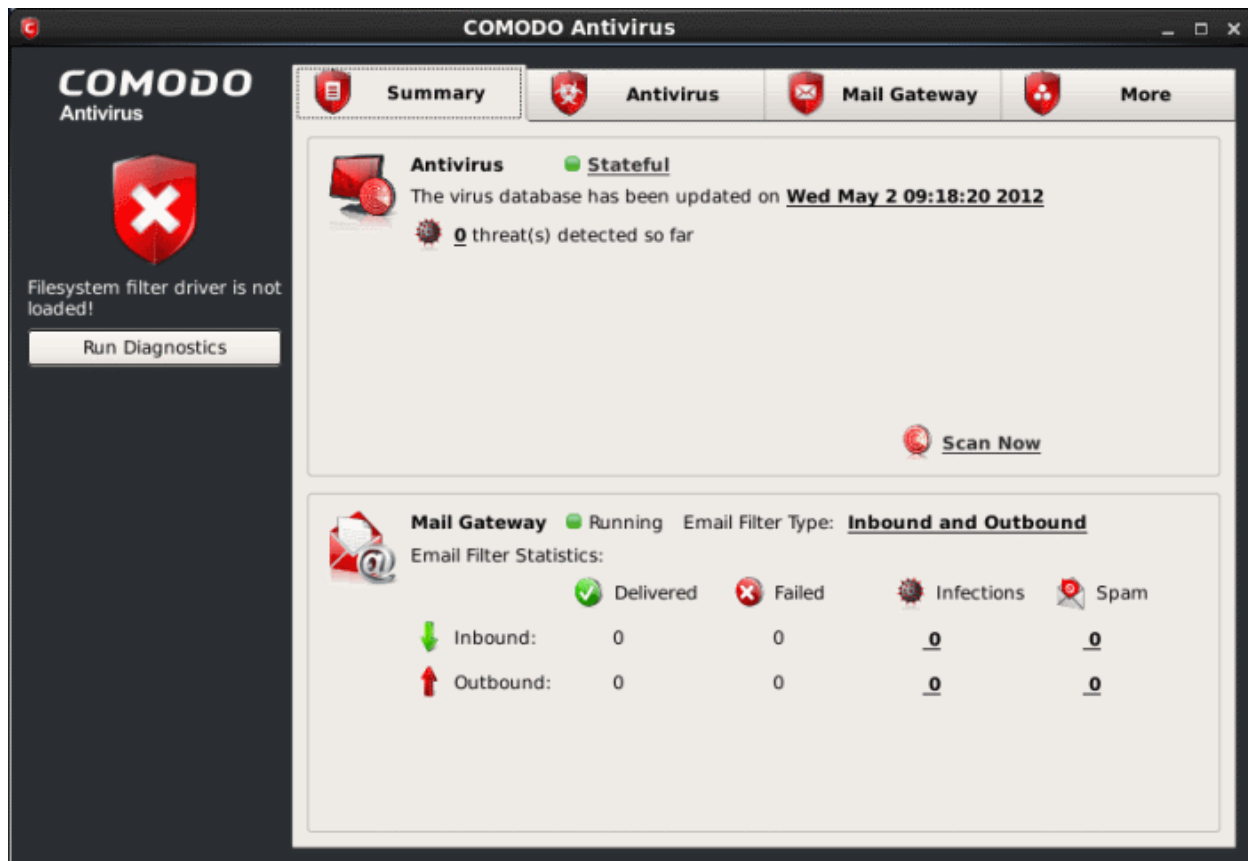 COMODO Antivirus
COMODO
Antivirus
Filesystem filter driver is not
loaded!
Run Diagnostics
Summary Antivirus Mail Gateway More
Antivirus Stateful
The virus database has been updated on Wed May 2 09:18:20 2012
0 threat(s) detected so far
Scan Now
Mail Gateway Running Email Filter Type: Inbound and Outbound
Email Filter Statistics:
Delivered Failed Infections Spam
Inbound: 0 0 0 0
Outbound: 0 0 0 0